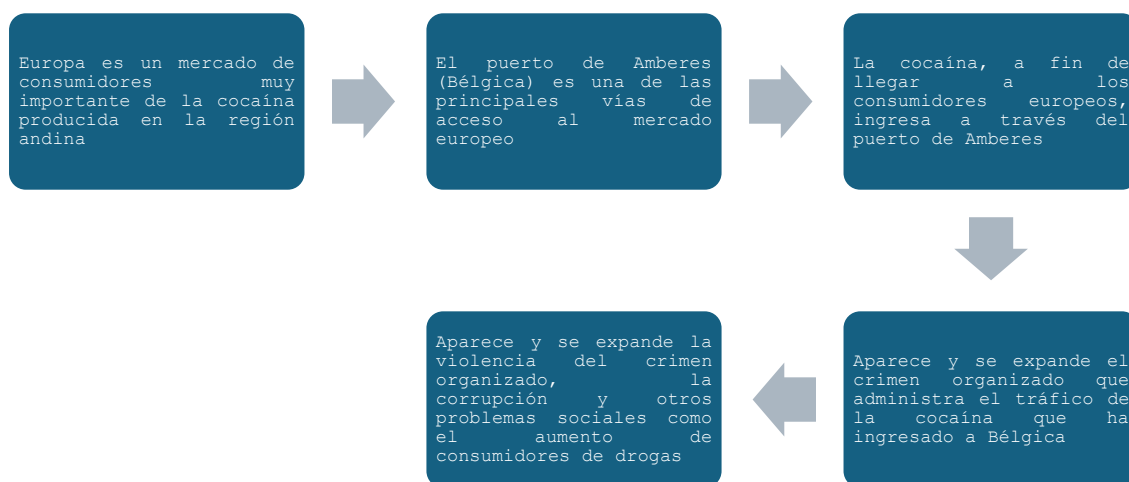 Europa es un mercado de
consumidores muy
importante de la cocaína
producida en la región
andina
El puerto de Amberes
(Bélgica) es una de las
principales vías de
acceso al mercado
europeo
La cocaína, a fin de
llegar a los
consumidores europeos,
ingresa a través del
puerto de Amberes
Aparece y se expande el
crimen organizado que
administra el tráfico de
la cocaína que ha
ingresado a Bélgica
Aparece y se expande la
violencia del crimen
organizado, la
corrupción y otros
problemas sociales como
el aumento de
consumidores de drogas